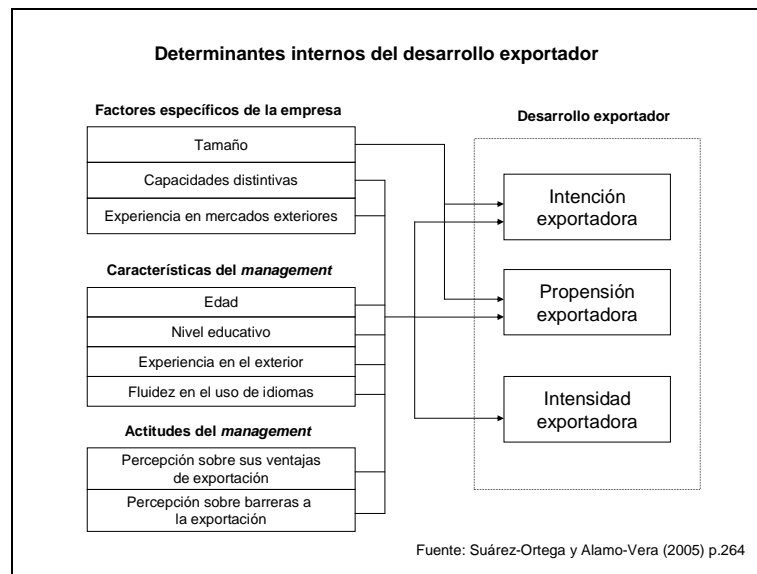 Determinantes internos del desarrollo exportador
Factores específicos de la empresa
Tamaño
Capacidades distintivas
Experiencia en mercados exteriores
Características del management
Edad
Nivel educativo
Experiencia en el exterior
Fluidez en el uso de idiomas
Actitudes del management
Percepción sobre sus ventajas
de exportación
Percepción sobre barreras a
la exportación
Desarrollo exportador
Intención
exportadora
Propensión
exportadora
Intensidad
exportadora
Fuente: Suárez-Ortega y Alamo-Vera (2005) p.264